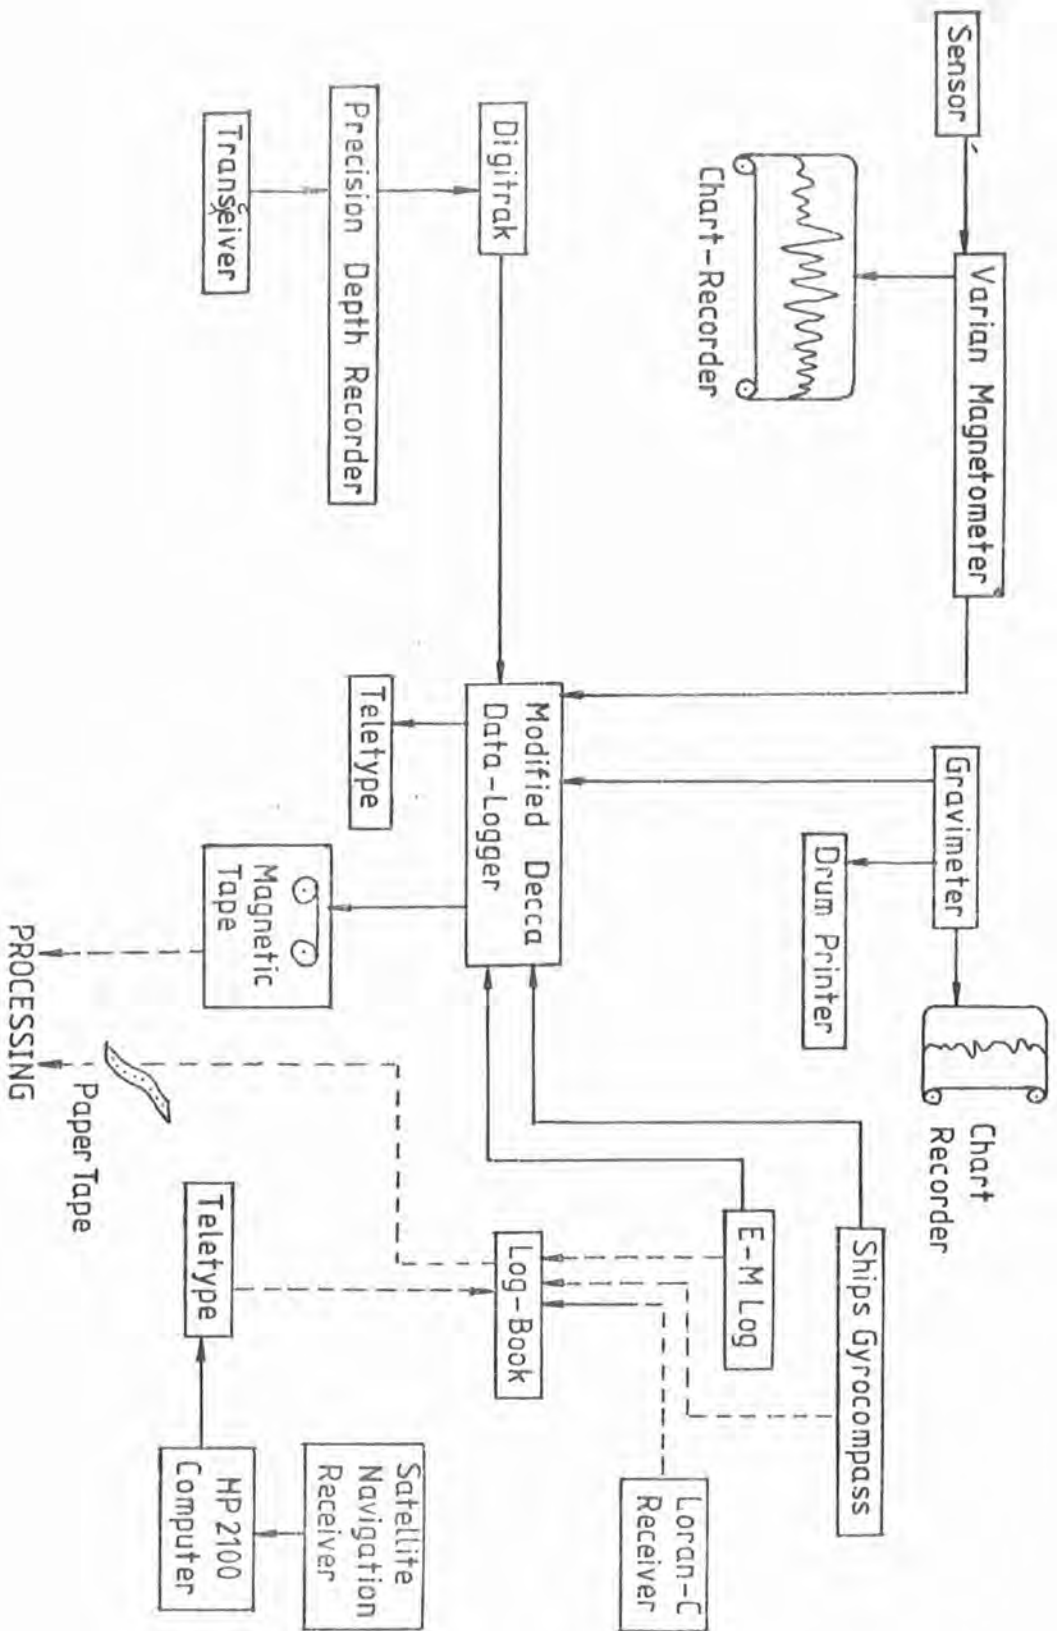 Sensor
Varian Magnetometer
Chart-Recorder
Gravimeter
Drum Printer
Chart
Recorder
Ships Gyrocompass
E-M Log
Loran-C
Receiver
Digitrak
Precision Depth Recorder
Transceiver
Modified Decca
Data-Logger
Teletype
Magnetic
Tape
Log-Book
Satellite
Navigation
Receiver
HP 2100
Computer
Teletype
Paper Tape
PROCESSING